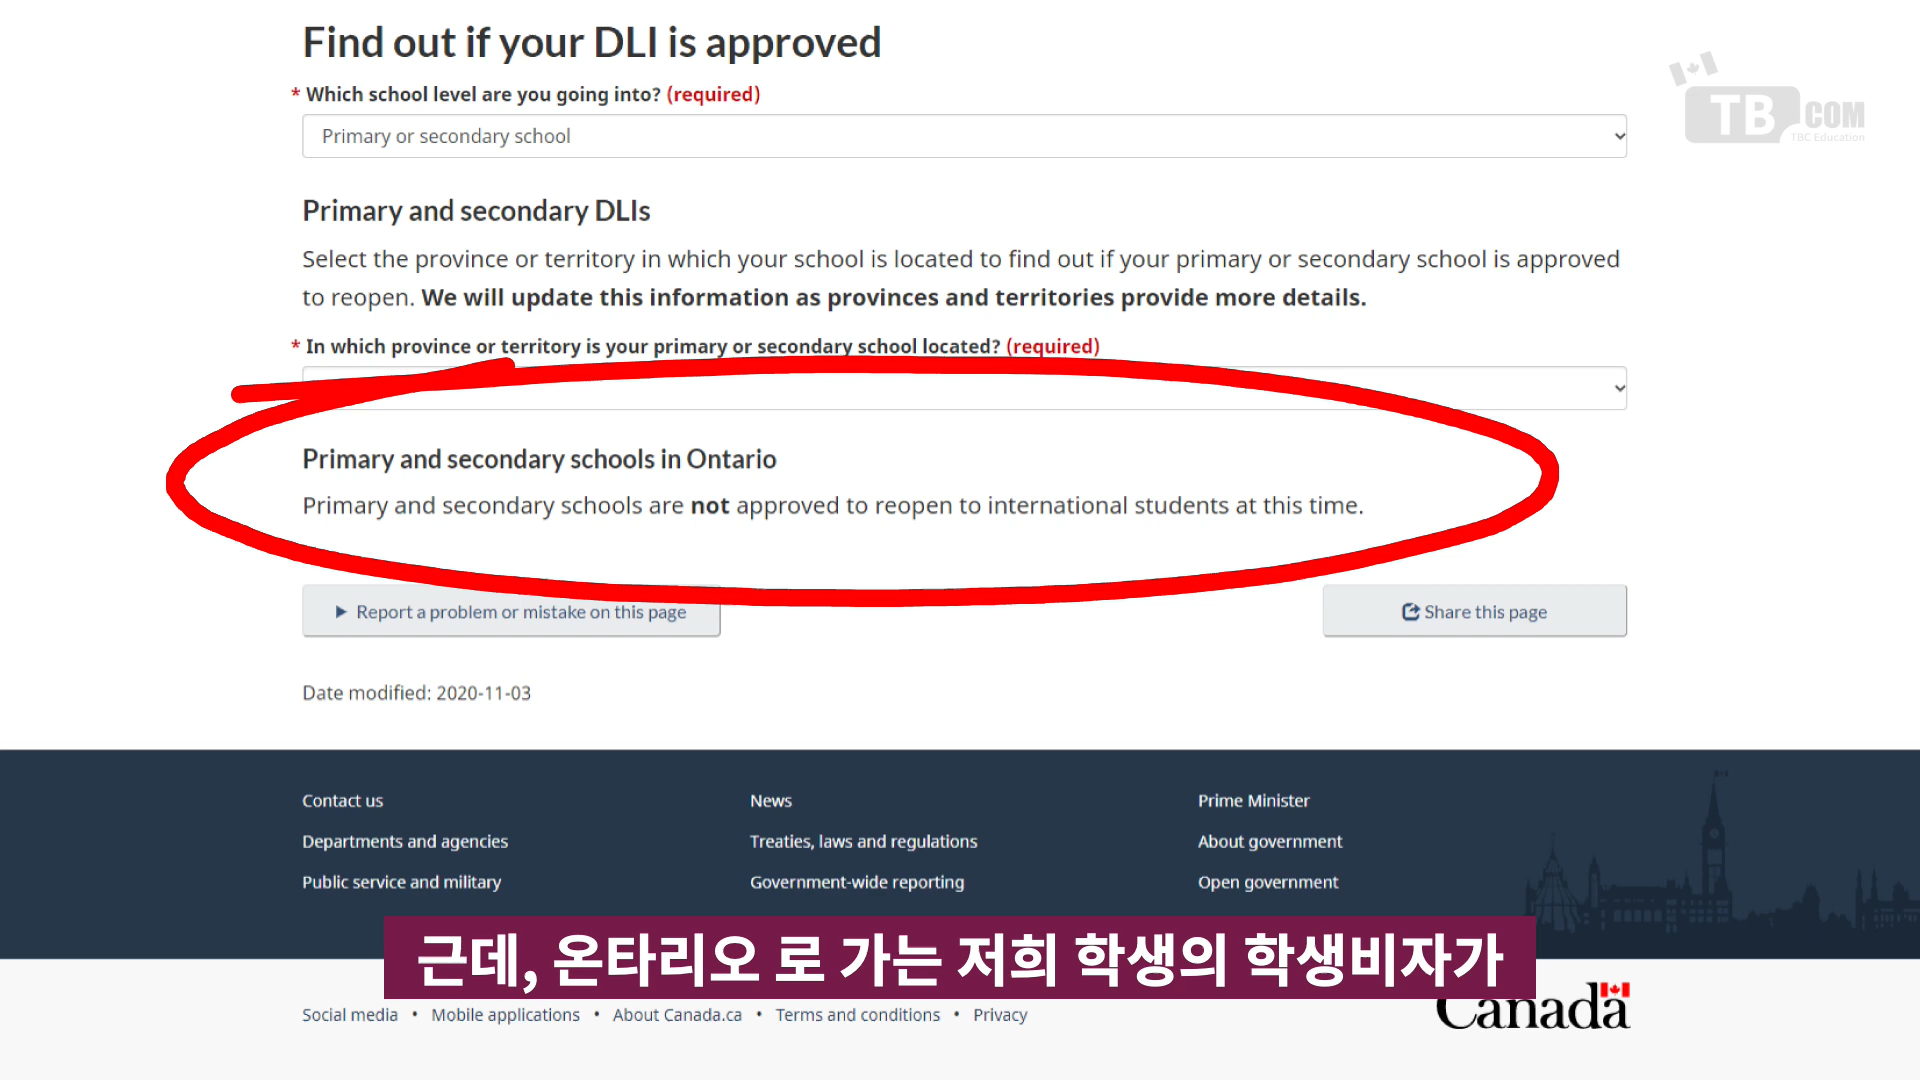 Find out if your DLI is approved
* Which school level are you going into? (required)
Primary or secondary school
TB COM
TBC Education
Primary and secondary DLIs
Select the province or territory in which your school is located to find out if your primary or secondary school is approved
to reopen. We will update this information as provinces and territories provide more details.
* In which province or territory is your primary or secondary school located? (required)
Primary and secondary schools in Ontario
Primary and secondary schools are not approved to reopen to international students at this time.
Report a problem or mistake on this page
Share this page
Date modified: 2020-11-03
Contact us
News
Prime Minister
Departments and agencies
Treaties, laws and regulations
About government
Public service and military
Government-wide reporting
Open government
근데, 온타리오 로 가는 저희 학생의 학생비자가
Social media • Mobile applications • About Canada.ca • Terms and conditions • Privacy
Canada